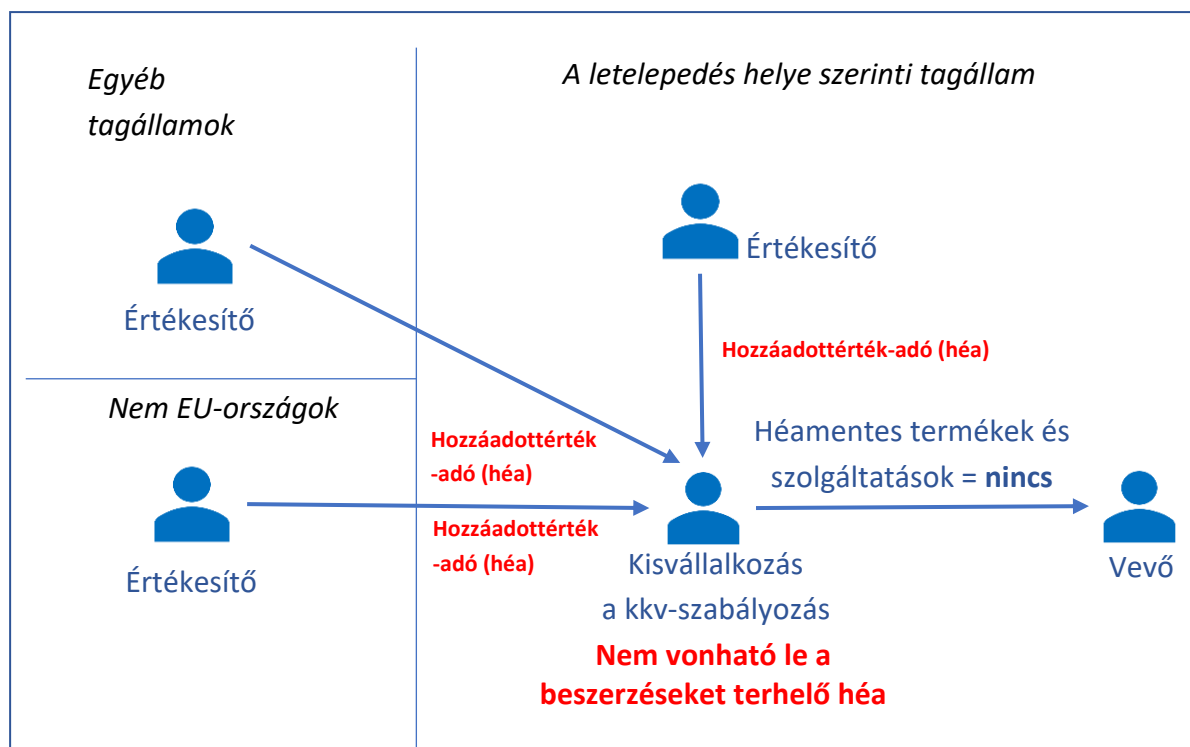 Egyéb
tagállamok
A letelepedés helye szerinti tagállam
Értékesítő
Értékesítő
Hozzáadottérték-adó (héa)
Nem EU-országok
Hozzáadottérték
-adó (héa)
Héamentes termékek és
szolgáltatások = nincs
Hozzáadottérték
-adó (héa)
Értékesítő
Kisvállalkozás
a kkv-szabályozás
Vevő
Nem vonható le a
beszerzéseket terhelő héa